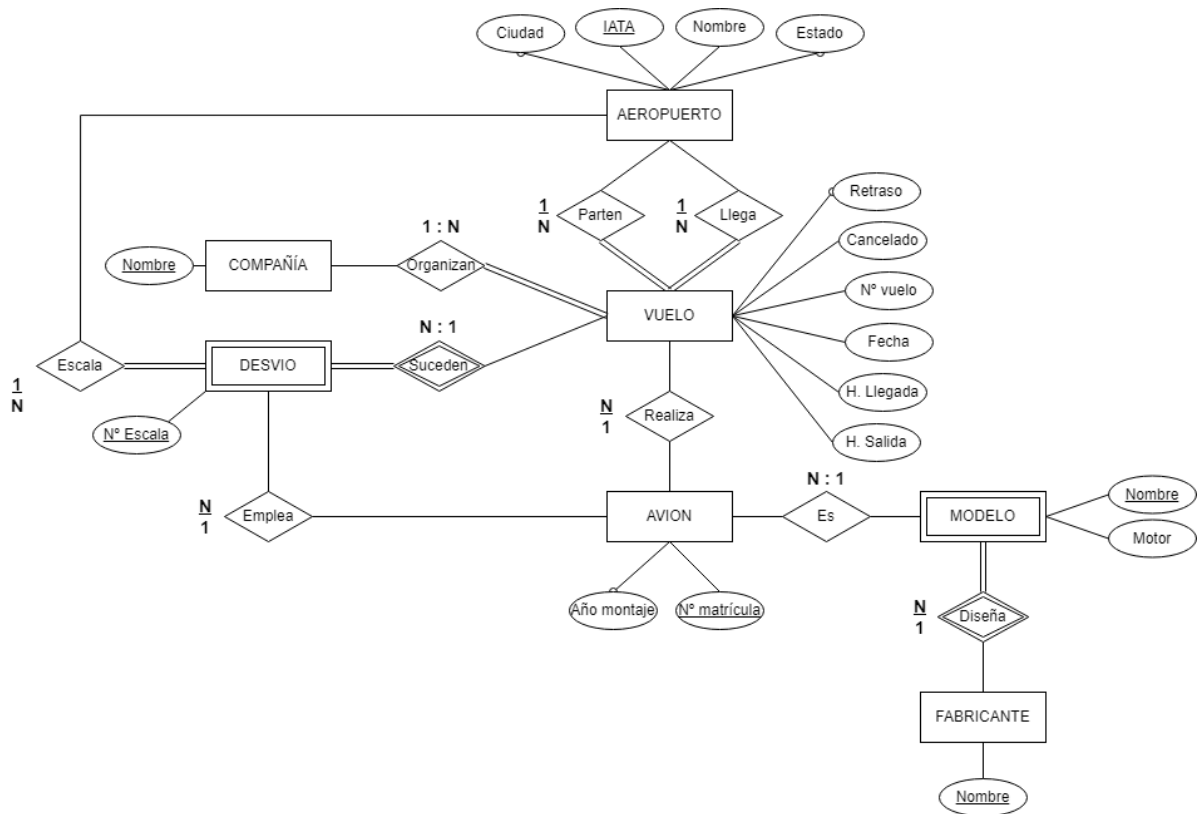 Ciudad
IATA
Nombre
Estado
AEROPUERTO
Retraso
1
N
Parten
1
N
Llega
1 : N
Cancelado
Nombre
COMPAÑÍA
Organizan
Nº vuelo
VUELO
N : 1
Fecha
Escala
DESVIO
Suceden
1
N
H. Llegada
N
1
Realiza
Nº Escala
H. Salida
N : 1
Nombre
N
1
Emplea
AVION
Es
MODELO
Motor
Año montaje
Nº matrícula
N
1
Diseña
FABRICANTE
Nombre